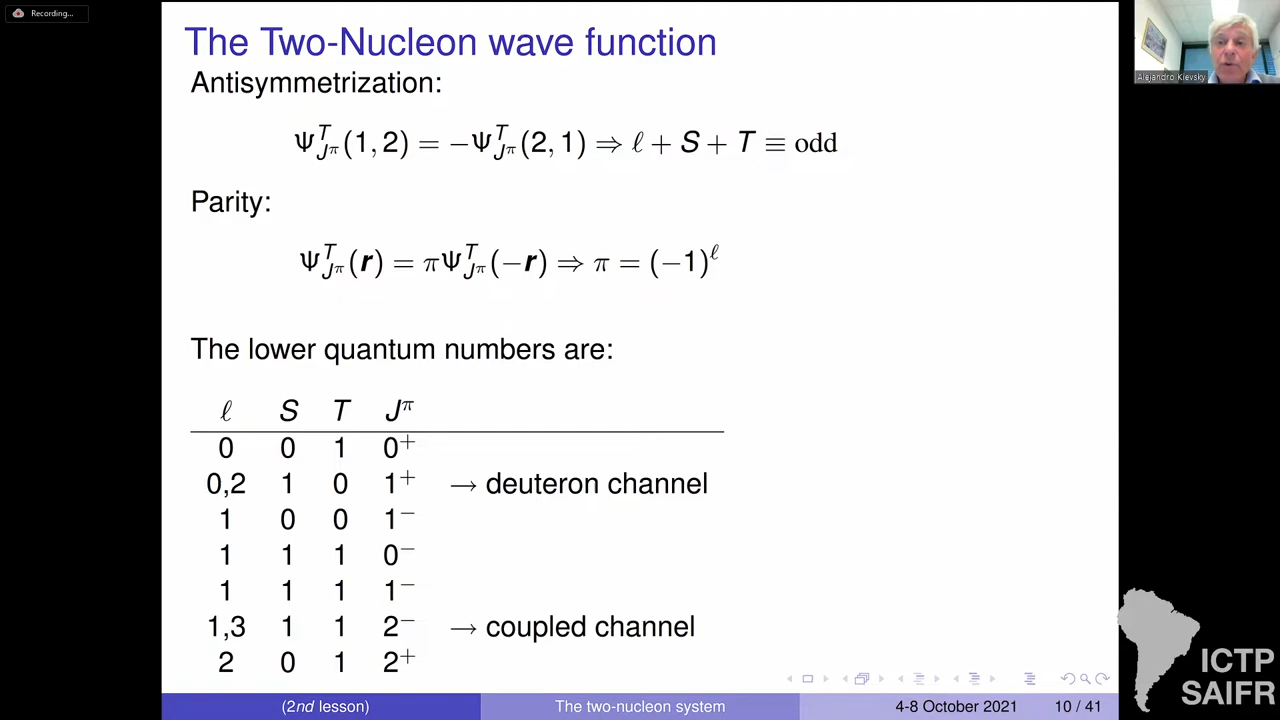 Recording...
The Two-Nucleon wave function
Antisymmetrization:
Ψ^T_{J^π}(1, 2) = −Ψ^T_{J^π}(2, 1) ⇒ ℓ + S + T ≡ odd
Parity:
Ψ^T_{J^π}(r) = πΨ^T_{J^π}(−r) ⇒ π = (−1)^ℓ
The lower quantum numbers are:
ℓ S T J^π
0 0 1 0⁺
0,2 1 0 1⁺ → deuteron channel
1 0 0 1⁻
1 1 1 0⁻
1 1 1 1⁻
1,3 1 1 2⁻ → coupled channel
2 0 1 2⁺
(2nd lesson) The two-nucleon system 4-8 October 2021 10 / 41
Alejandro Kievsky
ICTP
SAIFR